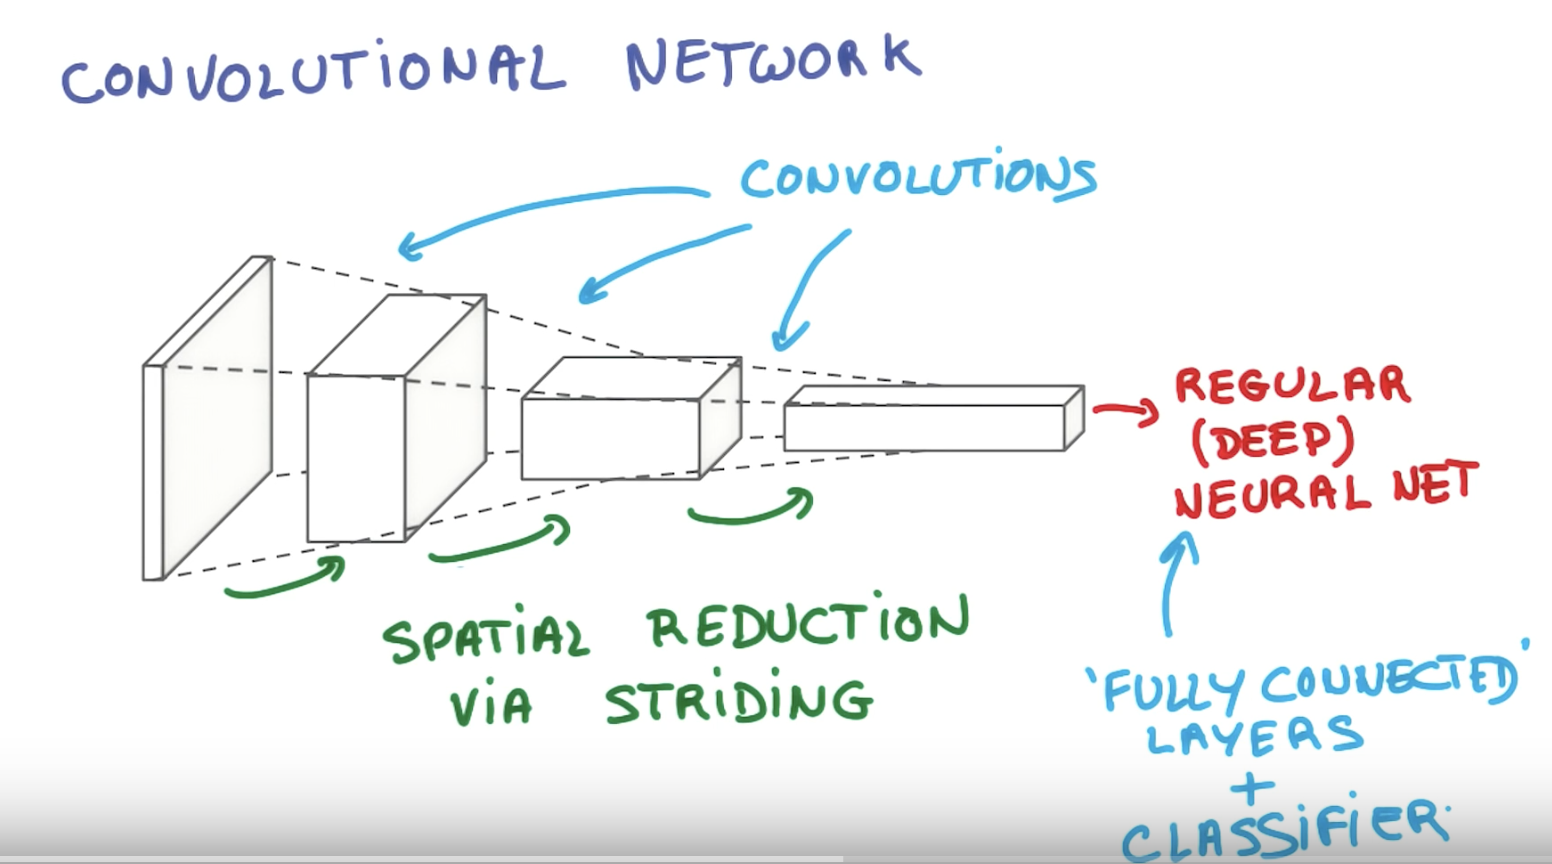 CONVOLUTIONAL NETWORK
CONVOLUTIONS
REGULAR
(DEEP)
NEURAL NET
SPATIAL REDUCTION
VIA STRIDING
'FULLY CONNECTED'
LAYERS
+
CLASSIFIER.